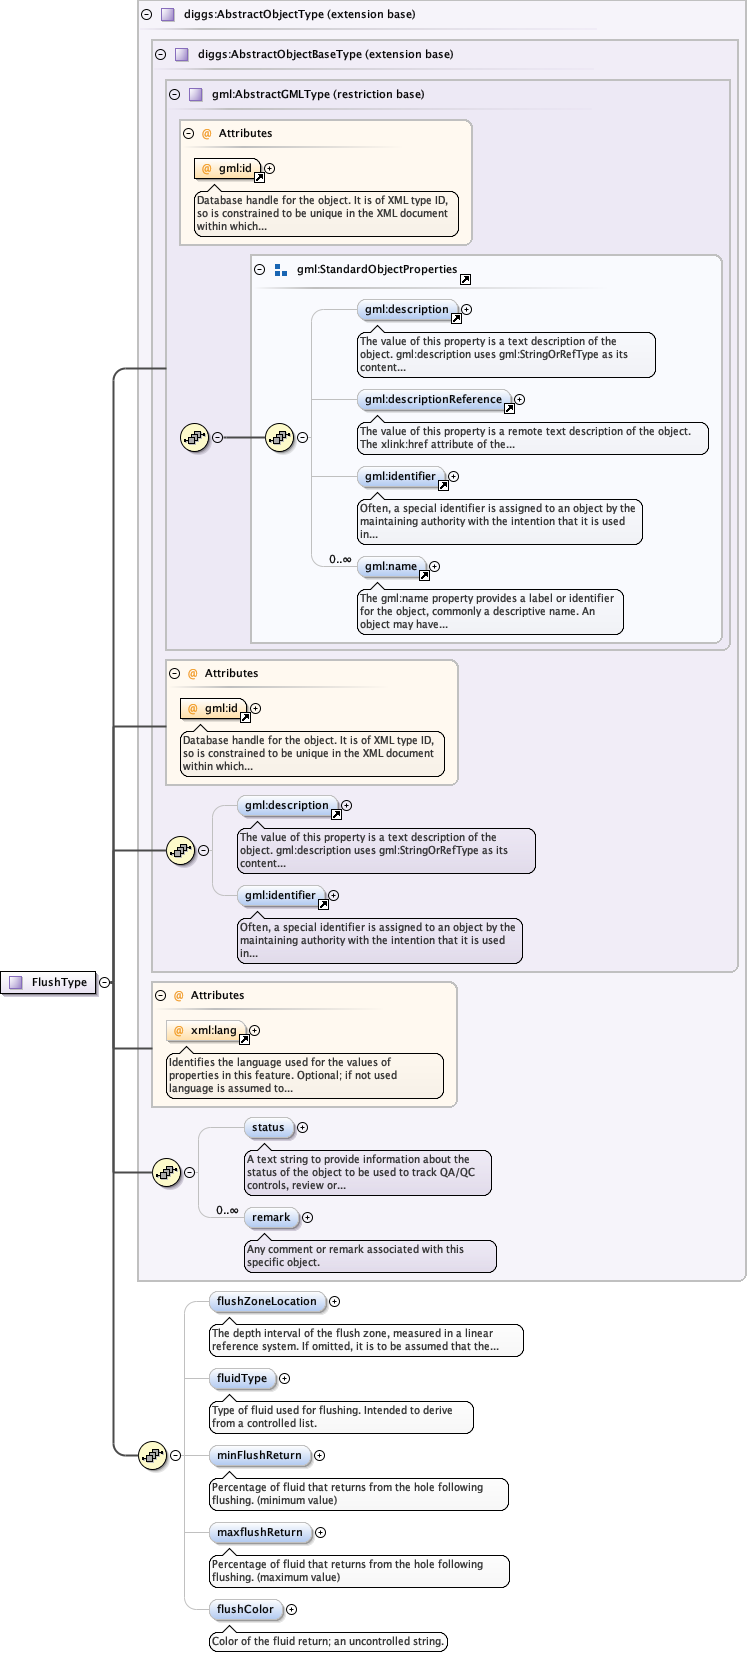 diggs:AbstractObjectType (extension base)
diggs:AbstractObjectBaseType (extension base)
gml:AbstractGMLType (restriction base)
@ Attributes
@ gml:id
Database handle for the object. It is of XML type ID,
so is constrained to be unique in the XML document
within which...
gml:StandardObjectProperties
gml:description
The value of this property is a text description of the
object. gml:description uses gml:StringOrRefType as its
content...
gml:descriptionReference
The value of this property is a remote text description of the object.
The xlink:href attribute of the...
gml:identifier
Often, a special identifier is assigned to an object by the
maintaining authority with the intention that it is used
in...
0..∞
gml:name
The gml:name property provides a label or identifier
for the object, commonly a descriptive name. An
object may have...
@ Attributes
@ gml:id
Database handle for the object. It is of XML type ID,
so is constrained to be unique in the XML document
within which...
gml:description
The value of this property is a text description of the
object. gml:description uses gml:StringOrRefType as its
content...
gml:identifier
Often, a special identifier is assigned to an object by the
maintaining authority with the intention that it is used
in...
FlushType
@ Attributes
@ xml:lang
Identifies the language used for the values of
properties in this feature. Optional; if not used
language is assumed to...
status
A text string to provide information about the
status of the object to be used to track QA/QC
controls, review or...
0..∞
remark
Any comment or remark associated with this
specific object.
flushZoneLocation
The depth interval of the flush zone, measured in a linear
reference system. If omitted, it is to be assumed that the...
fluidType
Type of fluid used for flushing. Intended to derive
from a controlled list.
minFlushReturn
Percentage of fluid that returns from the hole following
flushing. (minimum value)
maxflushReturn
Percentage of fluid that returns from the hole following
flushing. (maximum value)
flushColor
Color of the fluid return; an uncontrolled string.